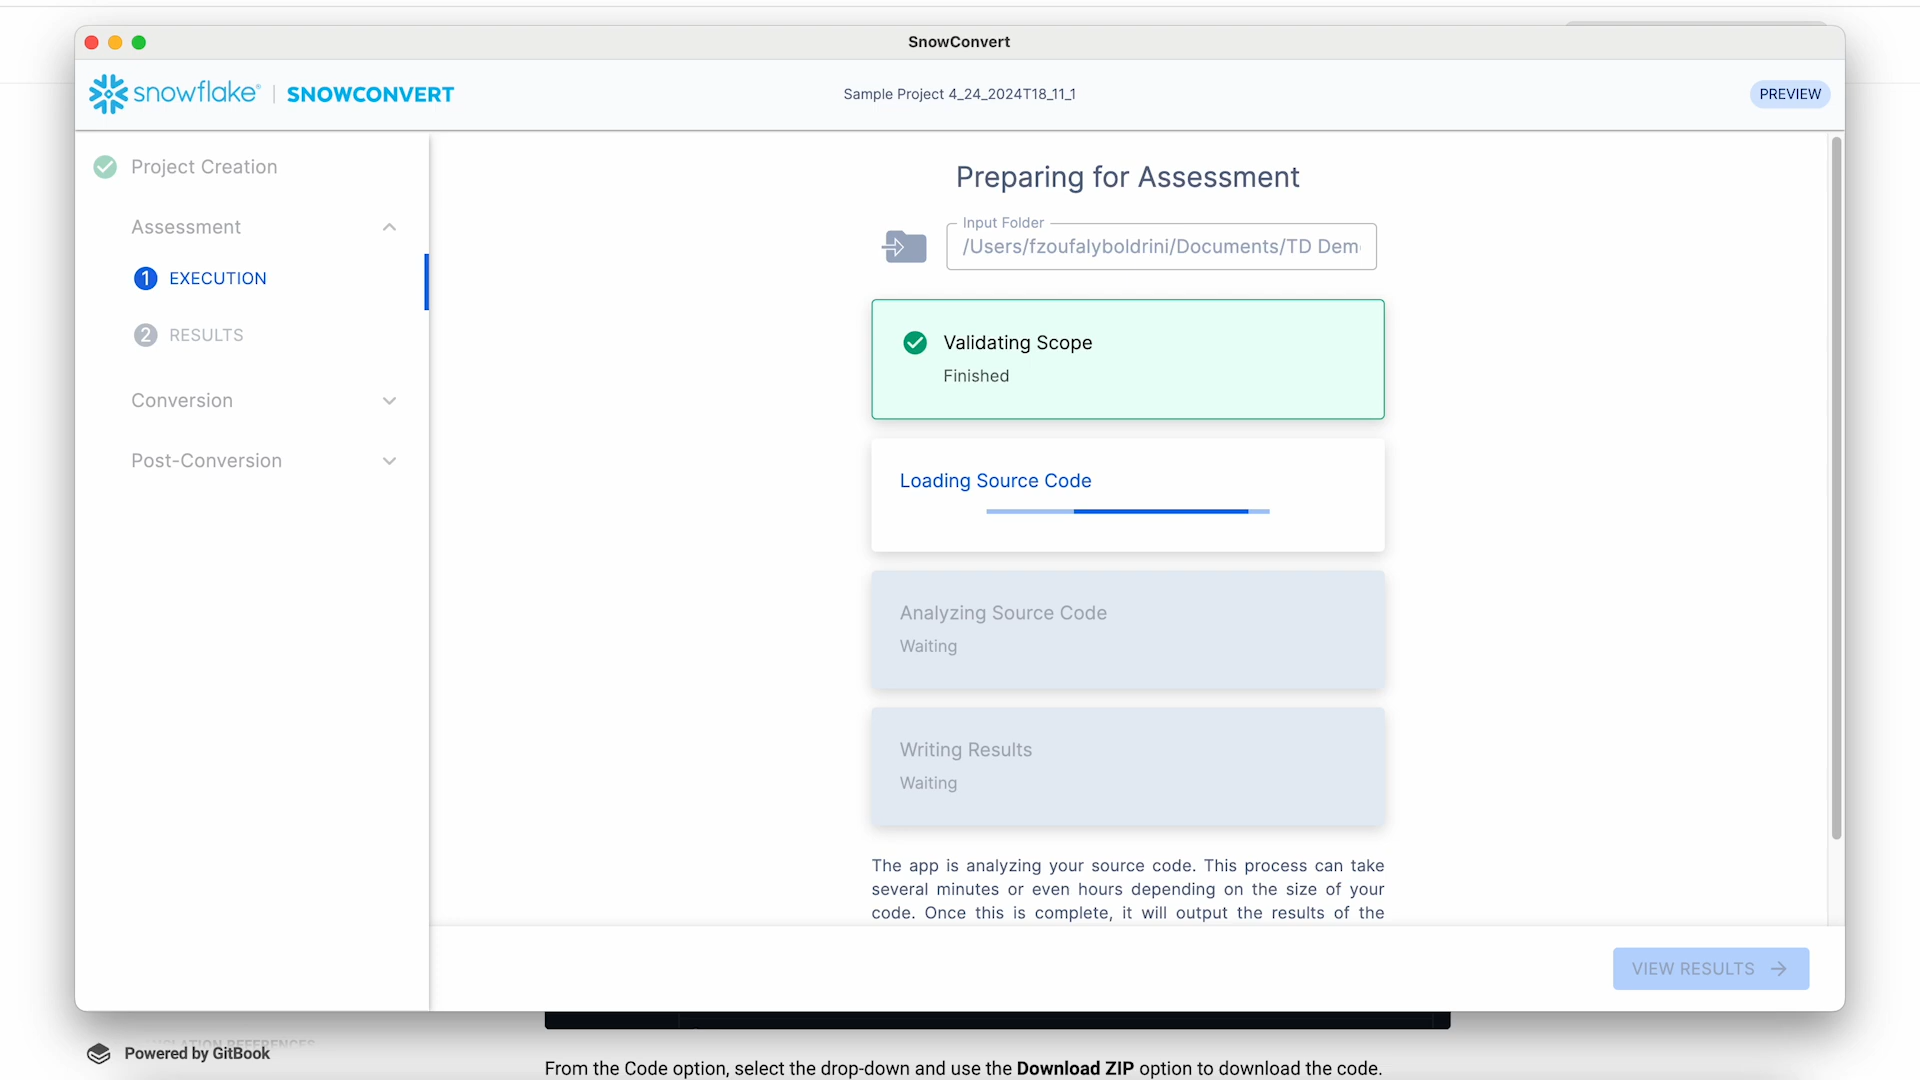 SnowConvert
snowflake® | SNOWCONVERT
Sample Project 4_24_2024T18_11_1
PREVIEW
Project Creation
Assessment
1 EXECUTION
2 RESULTS
Conversion
Post-Conversion
Preparing for Assessment
Input Folder
/Users/fzoufalyboldrini/Documents/TD Dem
Validating Scope
Finished
Loading Source Code
Analyzing Source Code
Waiting
Writing Results
Waiting
The app is analyzing your source code. This process can take
several minutes or even hours depending on the size of your
code. Once this is complete, it will output the results of the
VIEW RESULTS
Powered by GitBook
From the Code option, select the drop-down and use the Download ZIP option to download the code.